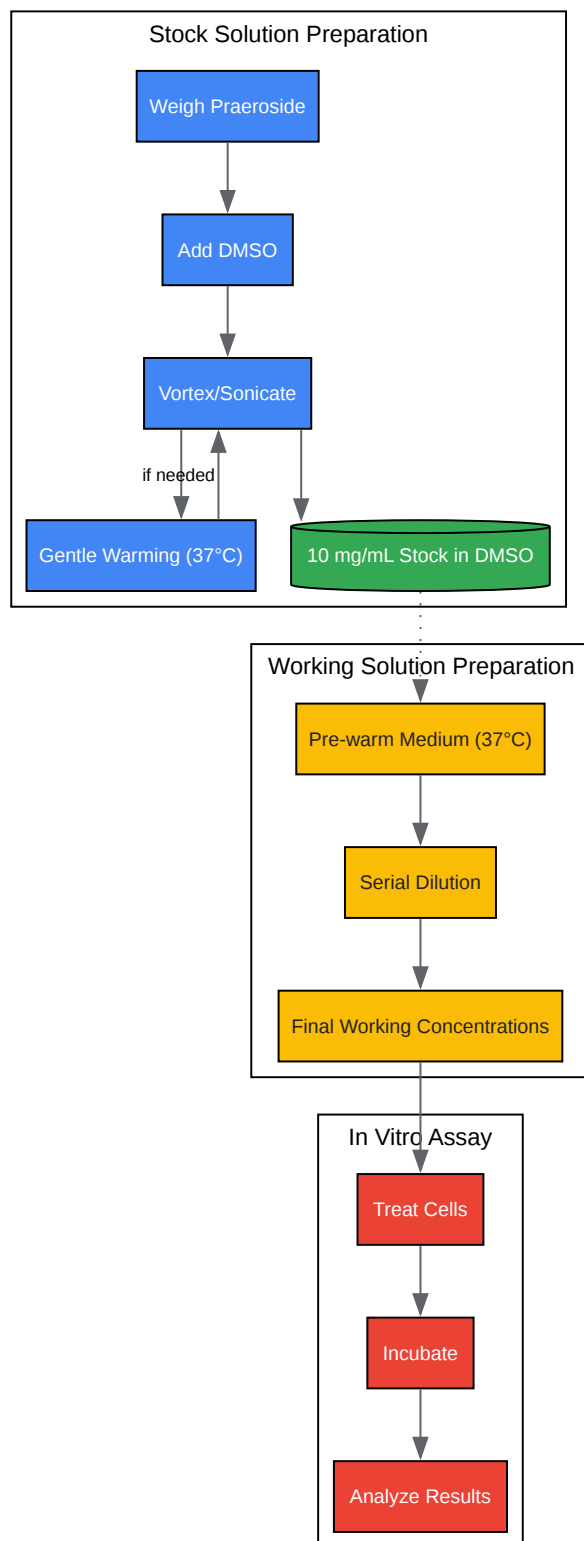 Stock Solution Preparation
Weigh Praeroside
Add DMSO
Vortex/Sonicate
if needed
Gentle Warming (37°C)
10 mg/mL Stock in DMSO
Working Solution Preparation
Pre-warm Medium (37°C)
Serial Dilution
Final Working Concentrations
In Vitro Assay
Treat Cells
Incubate
Analyze Results